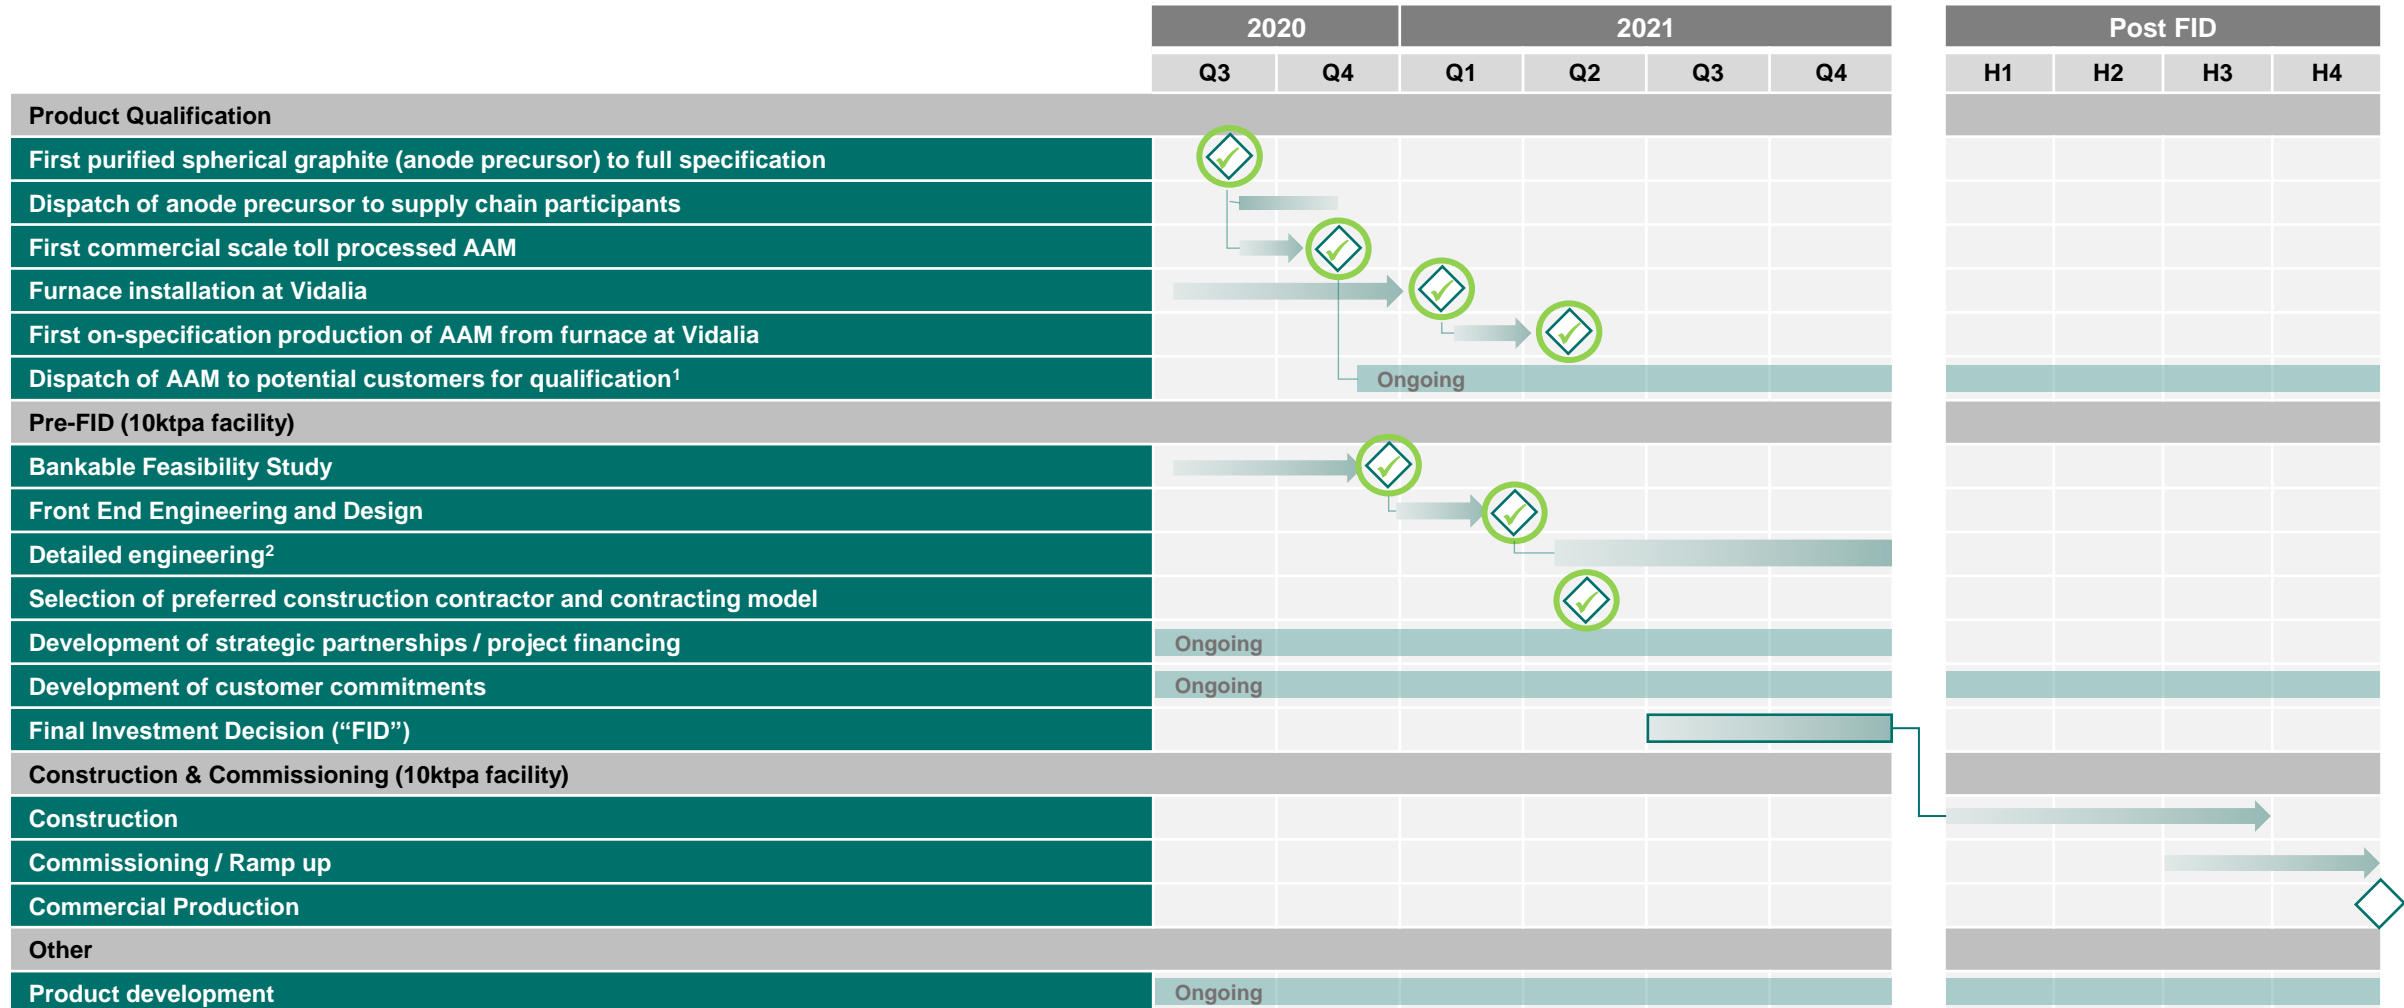 2020 2021 Post FID
Q3 Q4 Q1 Q2 Q3 Q4 H1 H2 H3 H4
Product Qualification
First purified spherical graphite (anode precursor) to full specification
Dispatch of anode precursor to supply chain participants
First commercial scale toll processed AAM
Furnace installation at Vidalia
First on-specification production of AAM from furnace at Vidalia
Dispatch of AAM to potential customers for qualification¹ Ongoing
Pre-FID (10ktpa facility)
Bankable Feasibility Study
Front End Engineering and Design
Detailed engineering²
Selection of preferred construction contractor and contracting model
Development of strategic partnerships / project financing Ongoing
Development of customer commitments Ongoing
Final Investment Decision (“FID”)
Construction & Commissioning (10ktpa facility)
Construction
Commissioning / Ramp up
Commercial Production
Other
Product development Ongoing